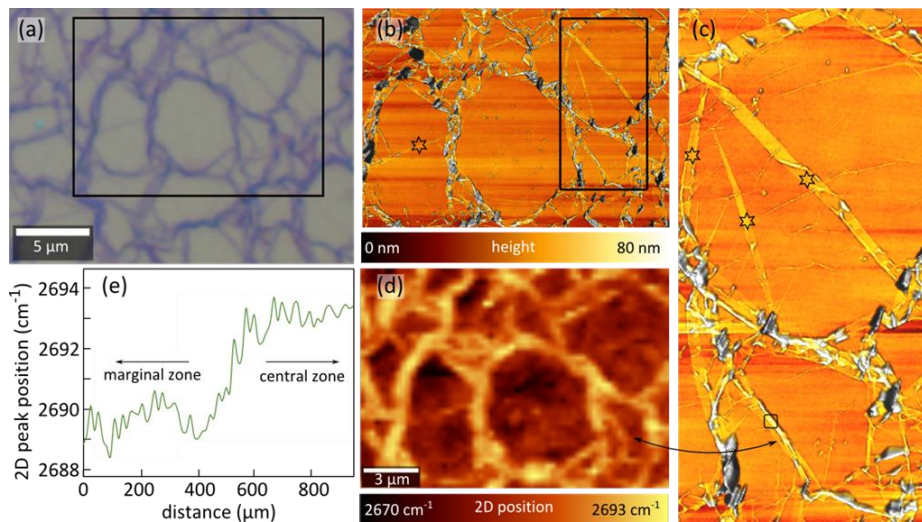 (a)
5 μm
(b)
0 nm height 80 nm
(c)
(e)
2D peak position (cm⁻¹)
2694
2692
2690
2688
marginal zone
central zone
0 200 400 600 800
distance (μm)
(d)
3 μm
2670 cm⁻¹ 2D position 2693 cm⁻¹